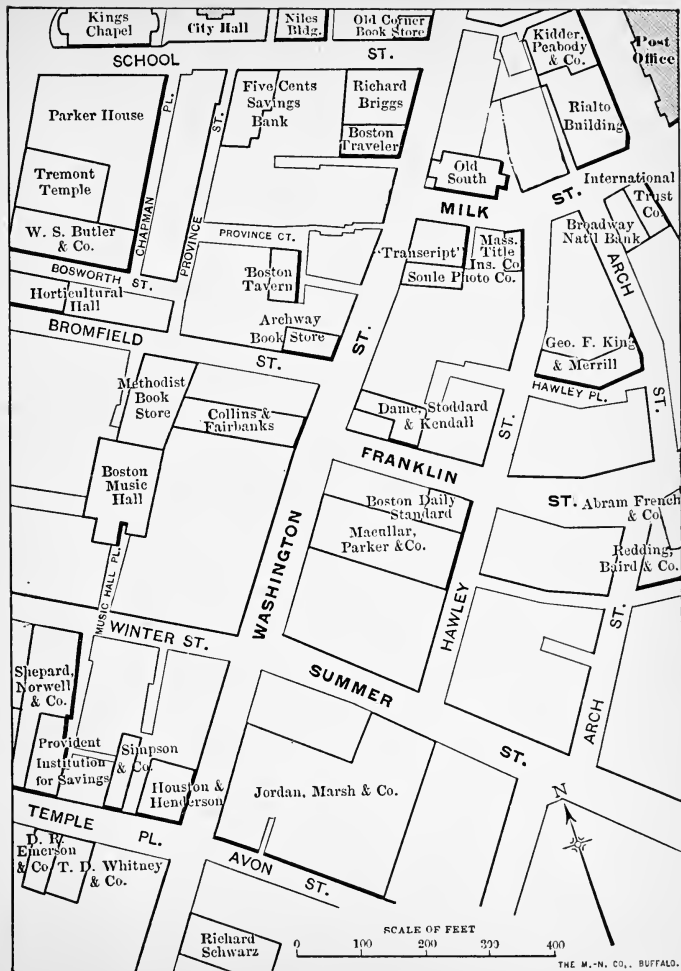 Kings
Chapel
City Hall
Niles
Bldg.
Old Corner
Book Store
Kidder,
Peabody
& Co.
Post
Office
SCHOOL ST.
Parker House
PL.
ST.
Five Cents
Savings
Bank
Richard
Briggs
Boston
Traveler
Rialto
Building
Tremont
Temple
Old
South
MILK ST.
International
Trust
Co.
W. S. Butler
& Co.
CHAPMAN
PROVINCE
PROVINCE CT.
"Transcript"
Mass.
Title
Ins. Co.
Soule Photo Co.
Broadway
Nat'l Bank
ARCH
BOSWORTH ST.
Boston
Tavern
Horticultural
Hall
Archway
Book Store
ST.
BROMFIELD ST.
Geo. F. King
& Merrill
HAWLEY PL.
ST.
Methodist
Book
Store
Collins &
Fairbanks
Dame, Stoddard
& Kendall
ST.
FRANKLIN ST.
Boston
Music
Hall
Boston Daily
Standard
Abram French
& Co.
Macullar,
Parker & Co.
Redding,
Baird & Co.
WASHINGTON
MUSIC HALL PL.
HAWLEY
ST.
WINTER ST.
SUMMER ST.
Shepard,
Norwell
& Co.
ARCH
Provident
Institution
for Savings
Simpson
& Co.
Houston &
Henderson
Jordan, Marsh & Co.
N
TEMPLE PL.
D. R.
Emerson
& Co.
T. D. Whitney
& Co.
AVON ST.
Richard
Schwarz
SCALE OF FEET
0 100 200 300 400
THE M.-N. CO., BUFFALO.